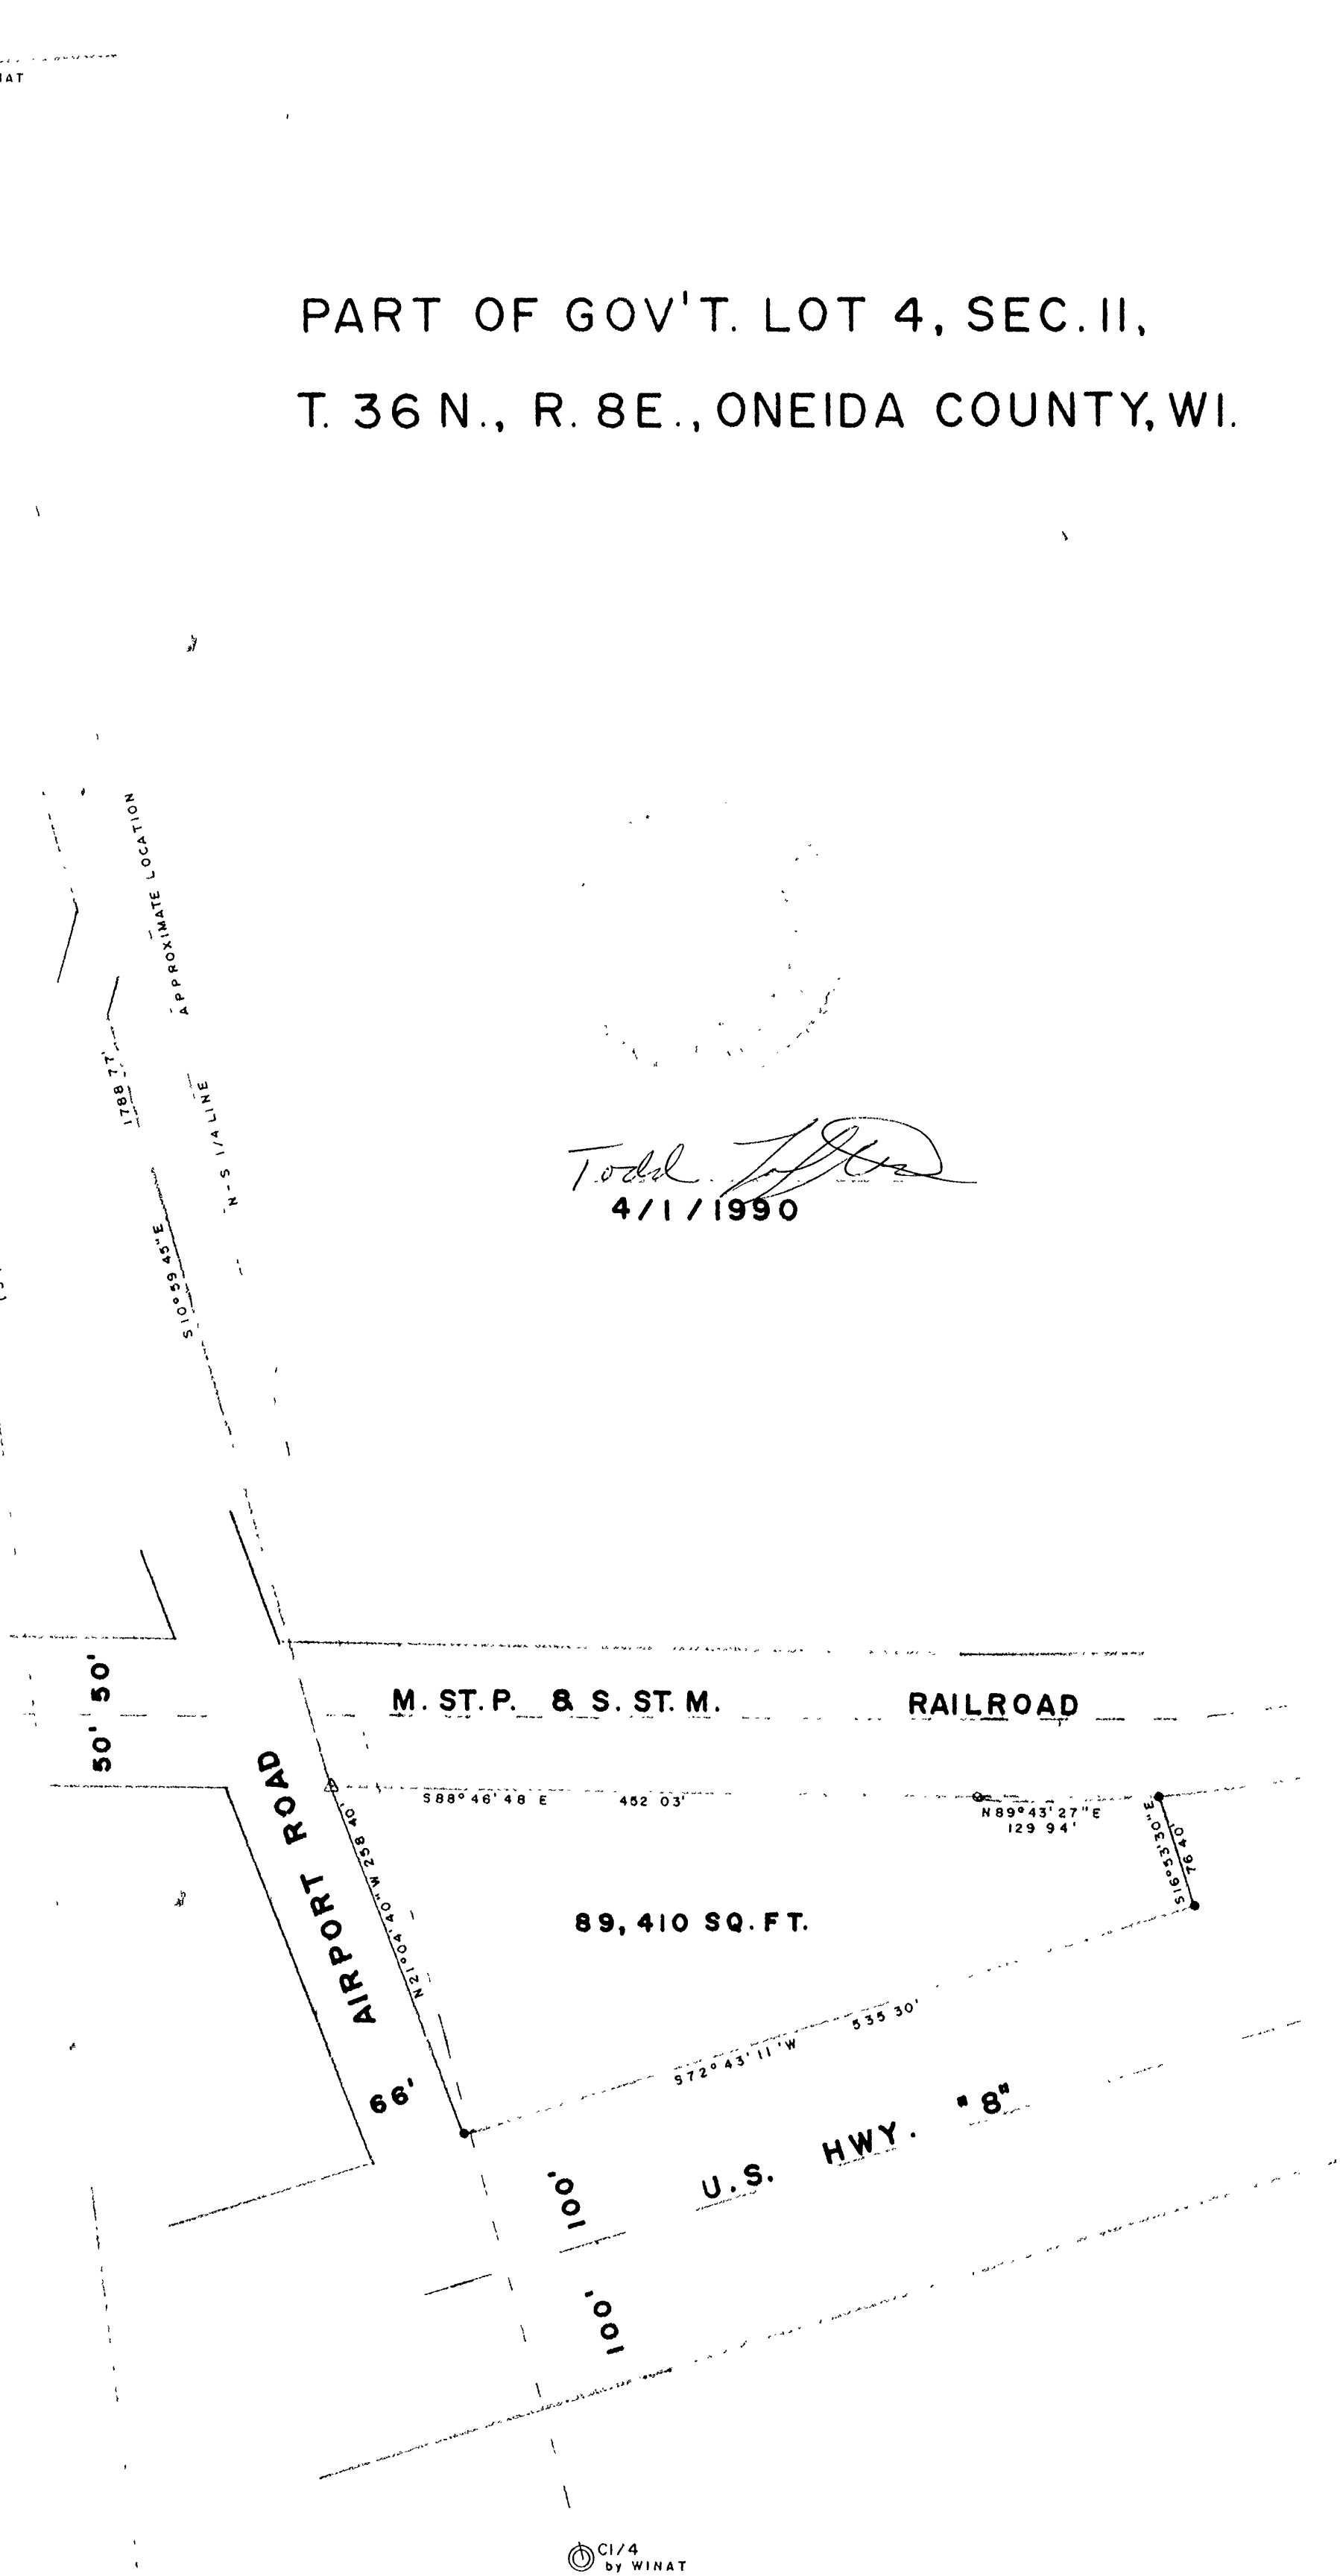 PART OF GOV'T. LOT 4, SEC. 11,
T. 36 N., R. 8E., ONEIDA COUNTY, WI.
APPROXIMATE LOCATION
1788 77'
N-S 1/4 LINE
S 10° 59 45" E
Todd
4/1/1990
50' 50'
M. ST. P. & S. ST. M. RAILROAD
S88° 46' 48 E 452 03'
N 89° 43' 27" E
129 94'
S16° 53' 30" E
76 40'
AIRPORT ROAD
N21° 04' 40" W 258 40'
89,410 SQ. FT.
S72° 43' 11 'W 535 30'
66'
U.S. HWY. "8"
100'
100'
C1/4
by WINAT